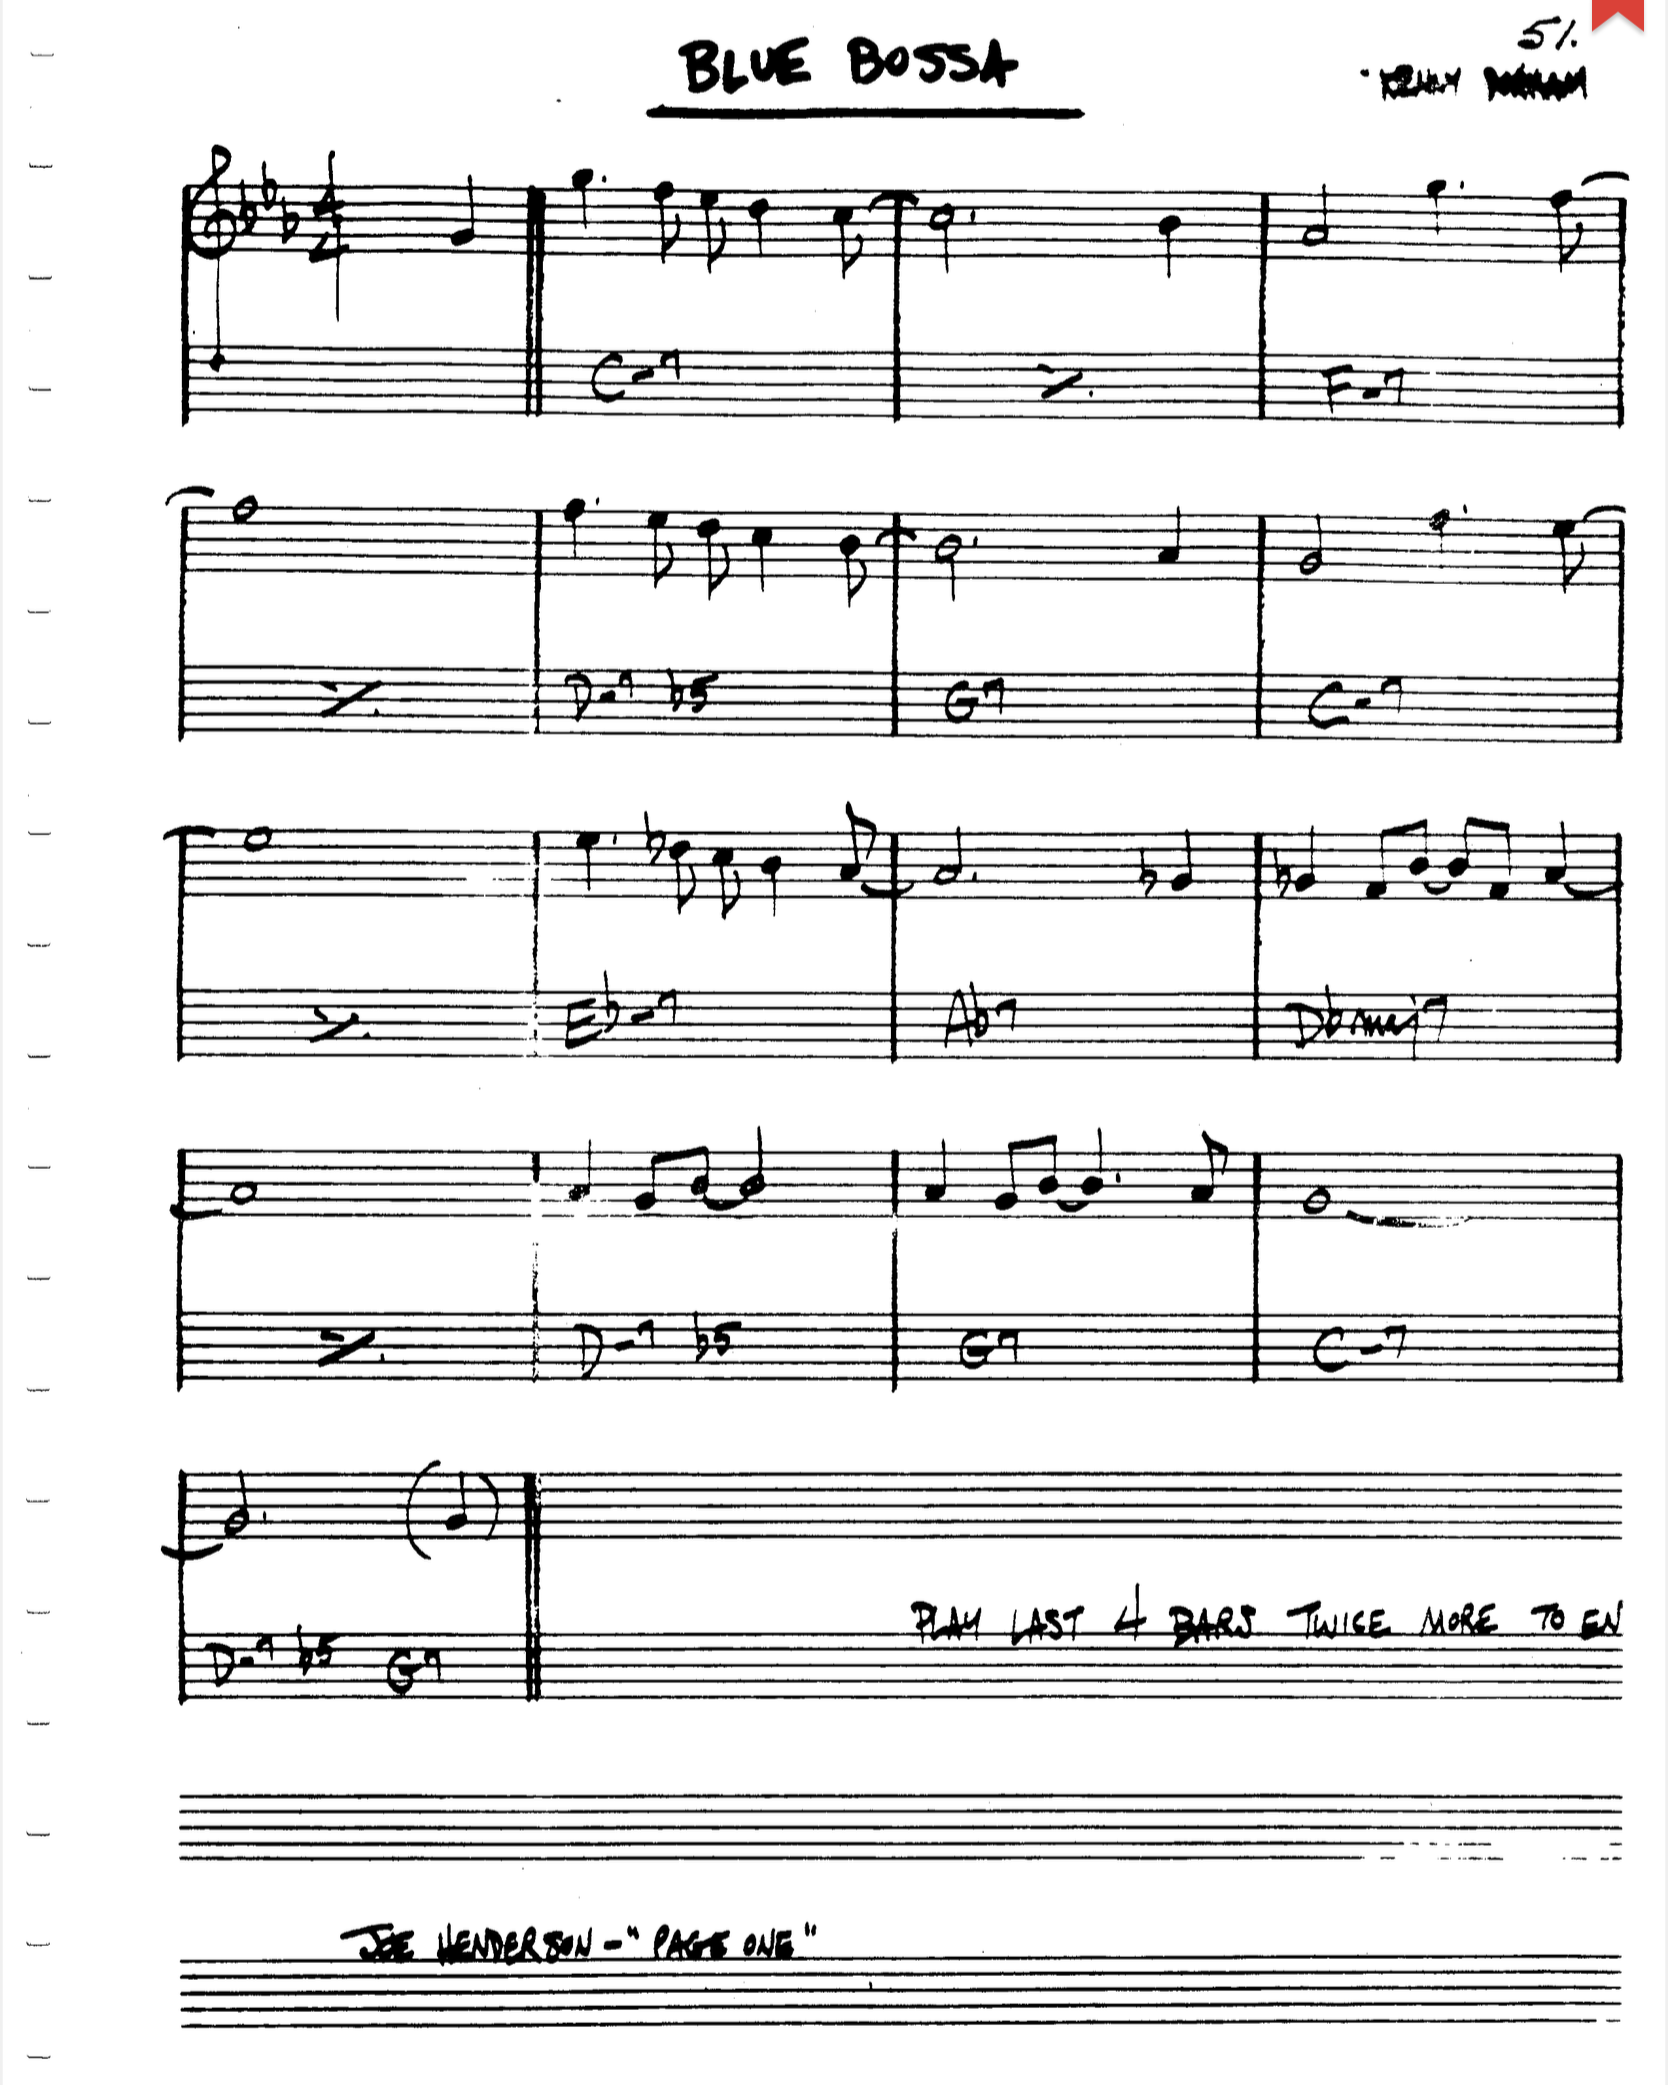 51.
BLUE BOSSA
KENNY DORHAM
4
4
C-7 ٪ F-7
٪ D-7 b5 G7 C-7
٪ Eb-7 Ab7 Dbmaj7
٪ D-7 b5 G7 C-7
( )
PLAY LAST 4 BARS TWICE MORE TO EN
D-7 b5 G7
JOE HENDERSON - "PAGE ONE"